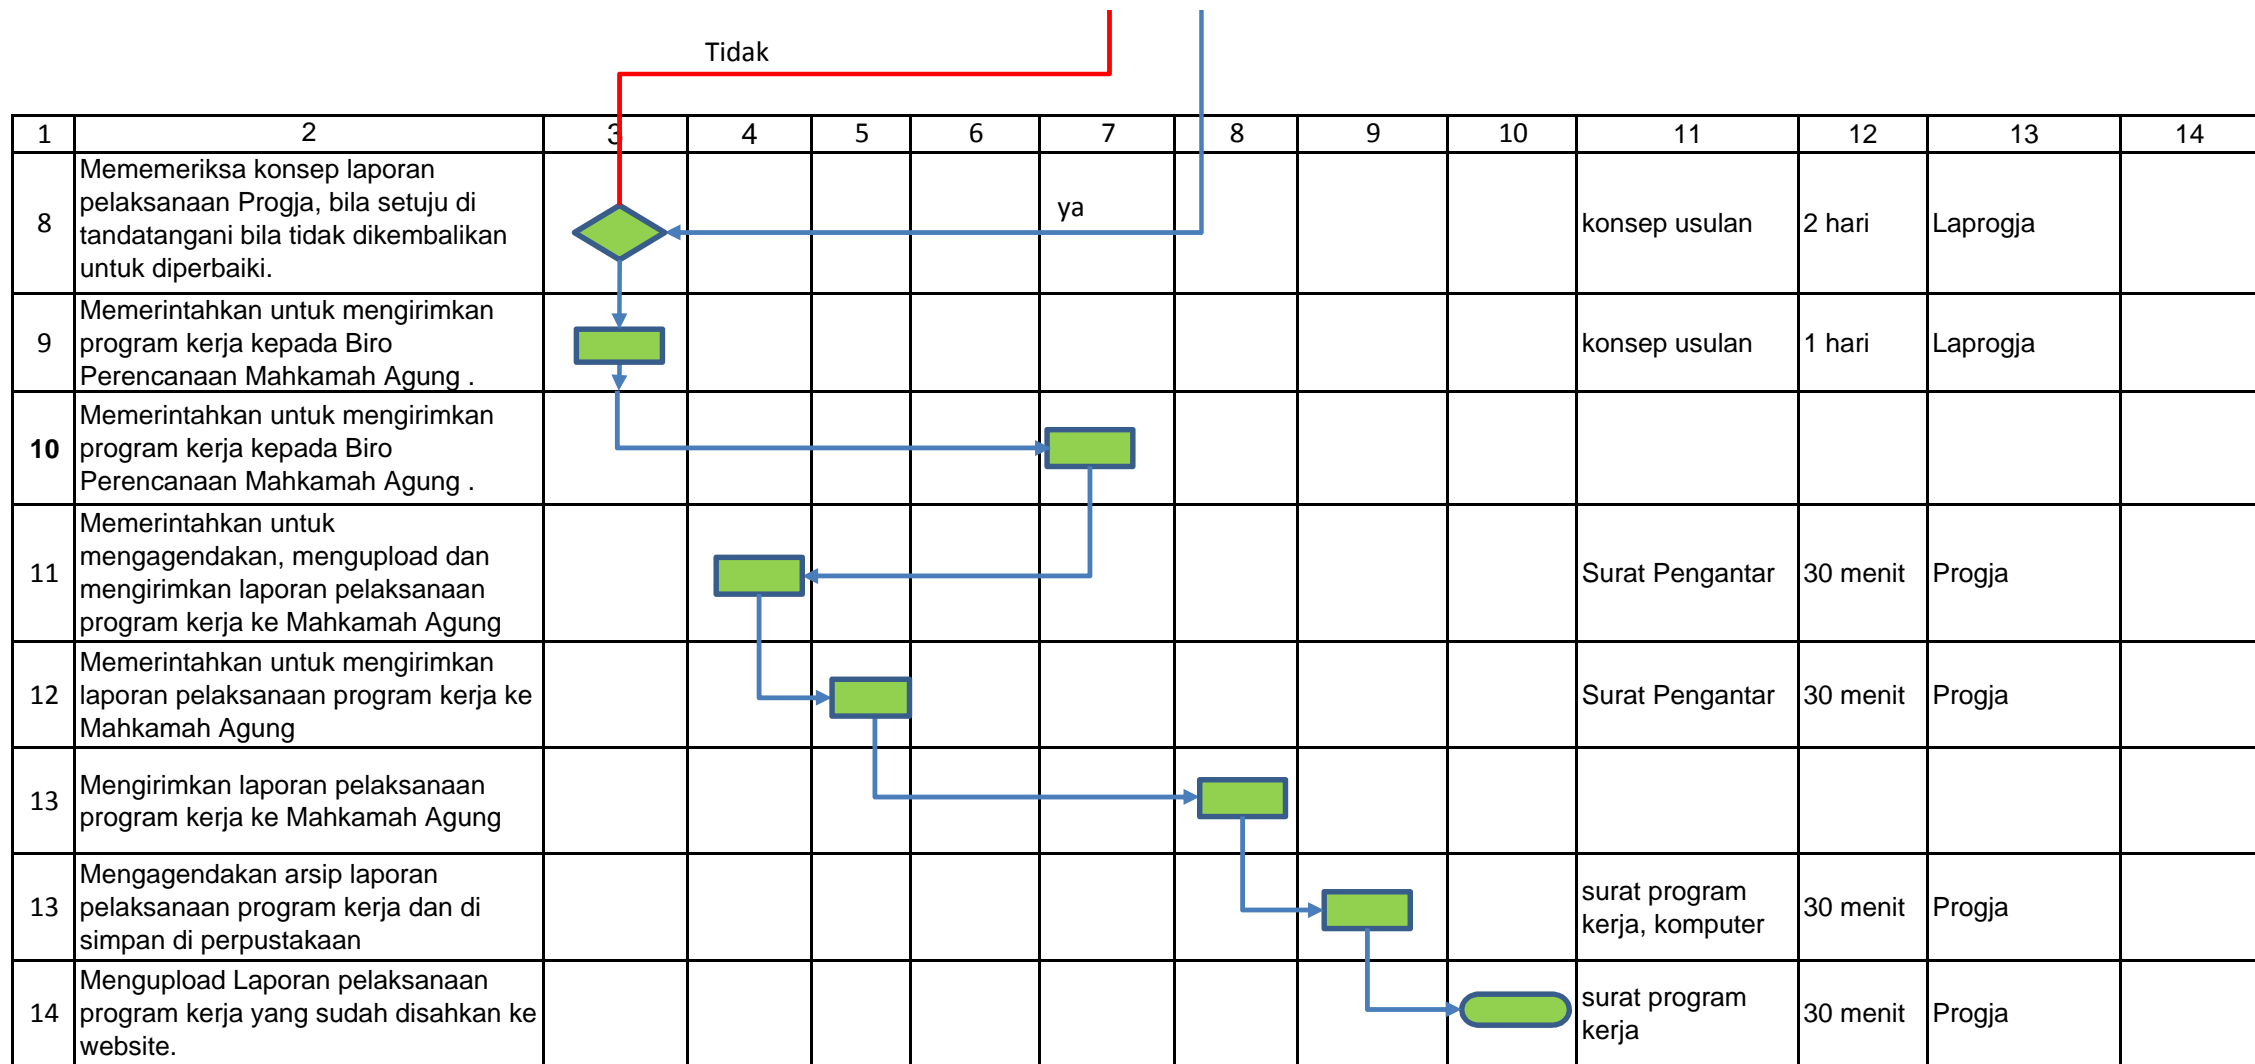 Tidak
1 2 3 4 5 6 7 8 9 10 11 12 13 14
8 Mememeriksa konsep laporan
pelaksanaan Progja, bila setuju di
tandatangani bila tidak dikembalikan
untuk diperbaiki.
ya
konsep usulan 2 hari Laprogja
9 Memerintahkan untuk mengirimkan
program kerja kepada Biro
Perencanaan Mahkamah Agung .
konsep usulan 1 hari Laprogja
10 Memerintahkan untuk mengirimkan
program kerja kepada Biro
Perencanaan Mahkamah Agung .
11 Memerintahkan untuk
mengagendakan, mengupload dan
mengirimkan laporan pelaksanaan
program kerja ke Mahkamah Agung
Surat Pengantar 30 menit Progja
12 Memerintahkan untuk mengirimkan
laporan pelaksanaan program kerja ke
Mahkamah Agung
Surat Pengantar 30 menit Progja
13 Mengirimkan laporan pelaksanaan
program kerja ke Mahkamah Agung
13 Mengagendakan arsip laporan
pelaksanaan program kerja dan di
simpan di perpustakaan
surat program
kerja, komputer
30 menit Progja
14 Mengupload Laporan pelaksanaan
program kerja yang sudah disahkan ke
website.
surat program
kerja
30 menit Progja